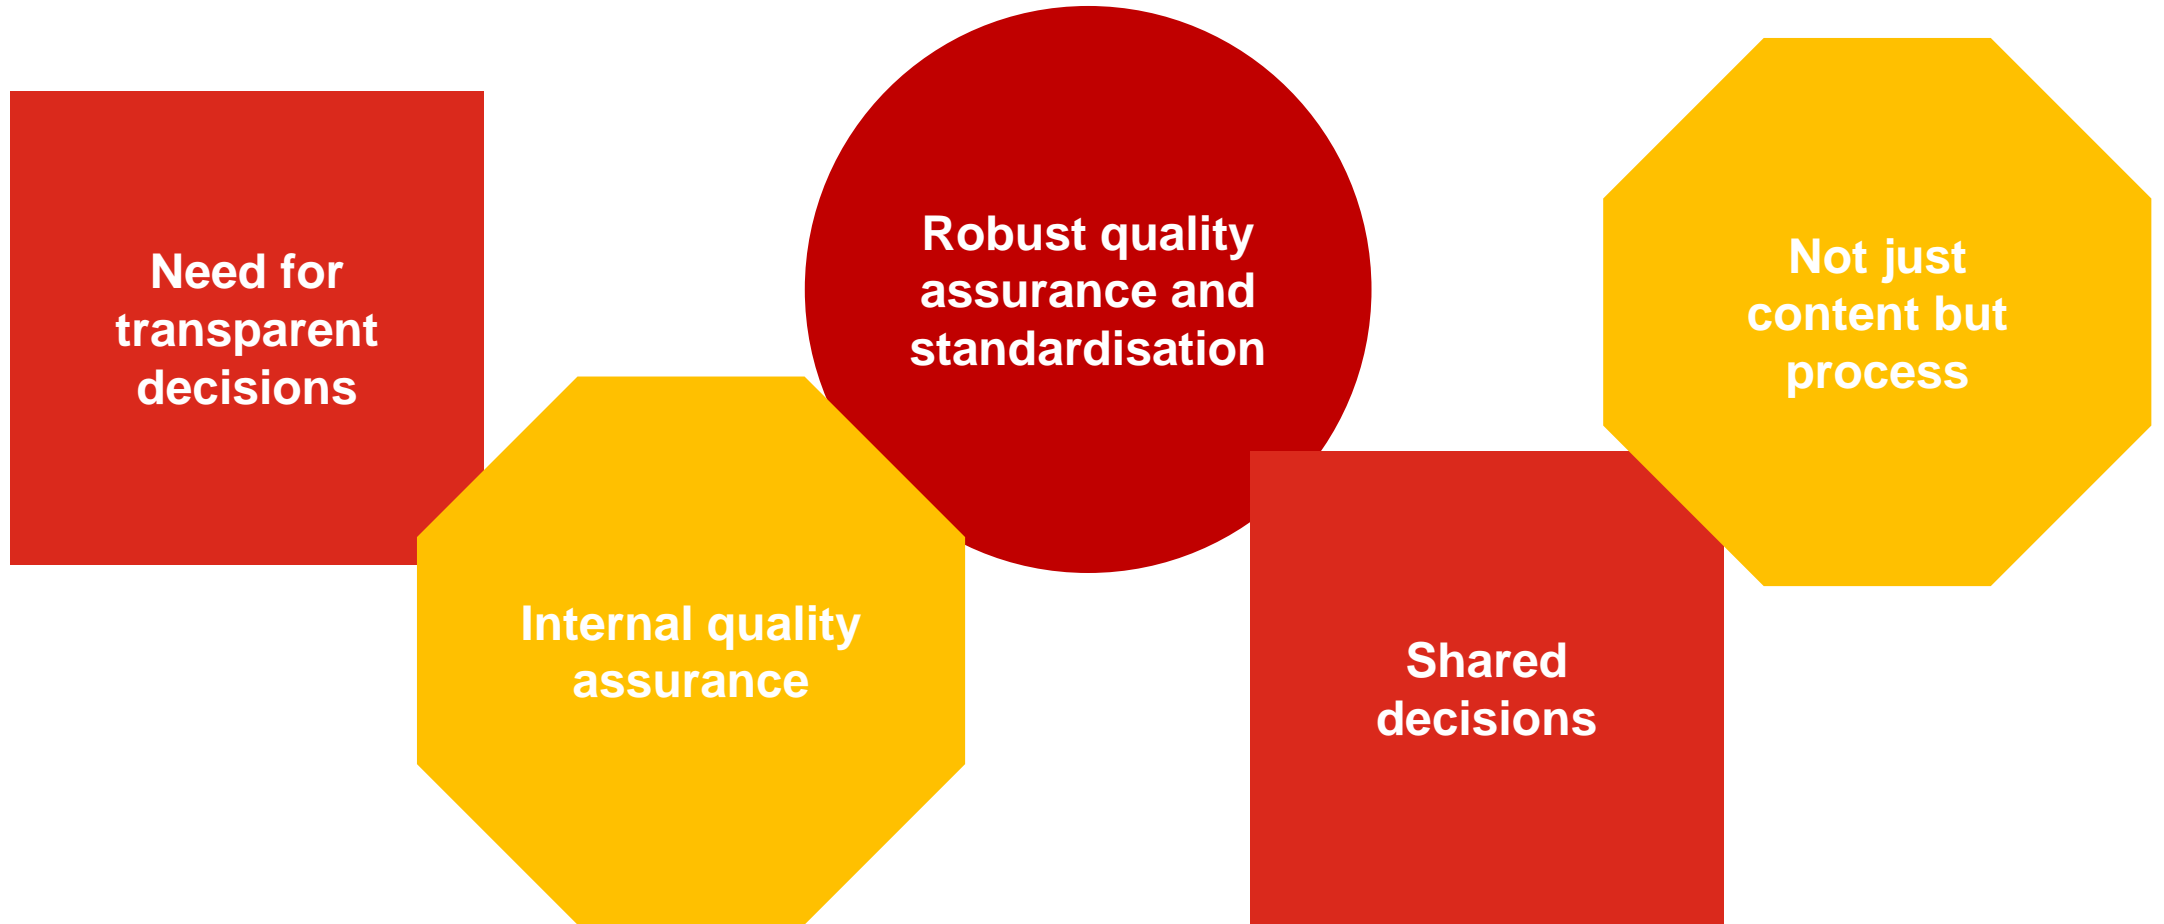 Need for
transparent
decisions
Internal quality
assurance
Robust quality
assurance and
standardisation
Shared
decisions
Not just
content but
process